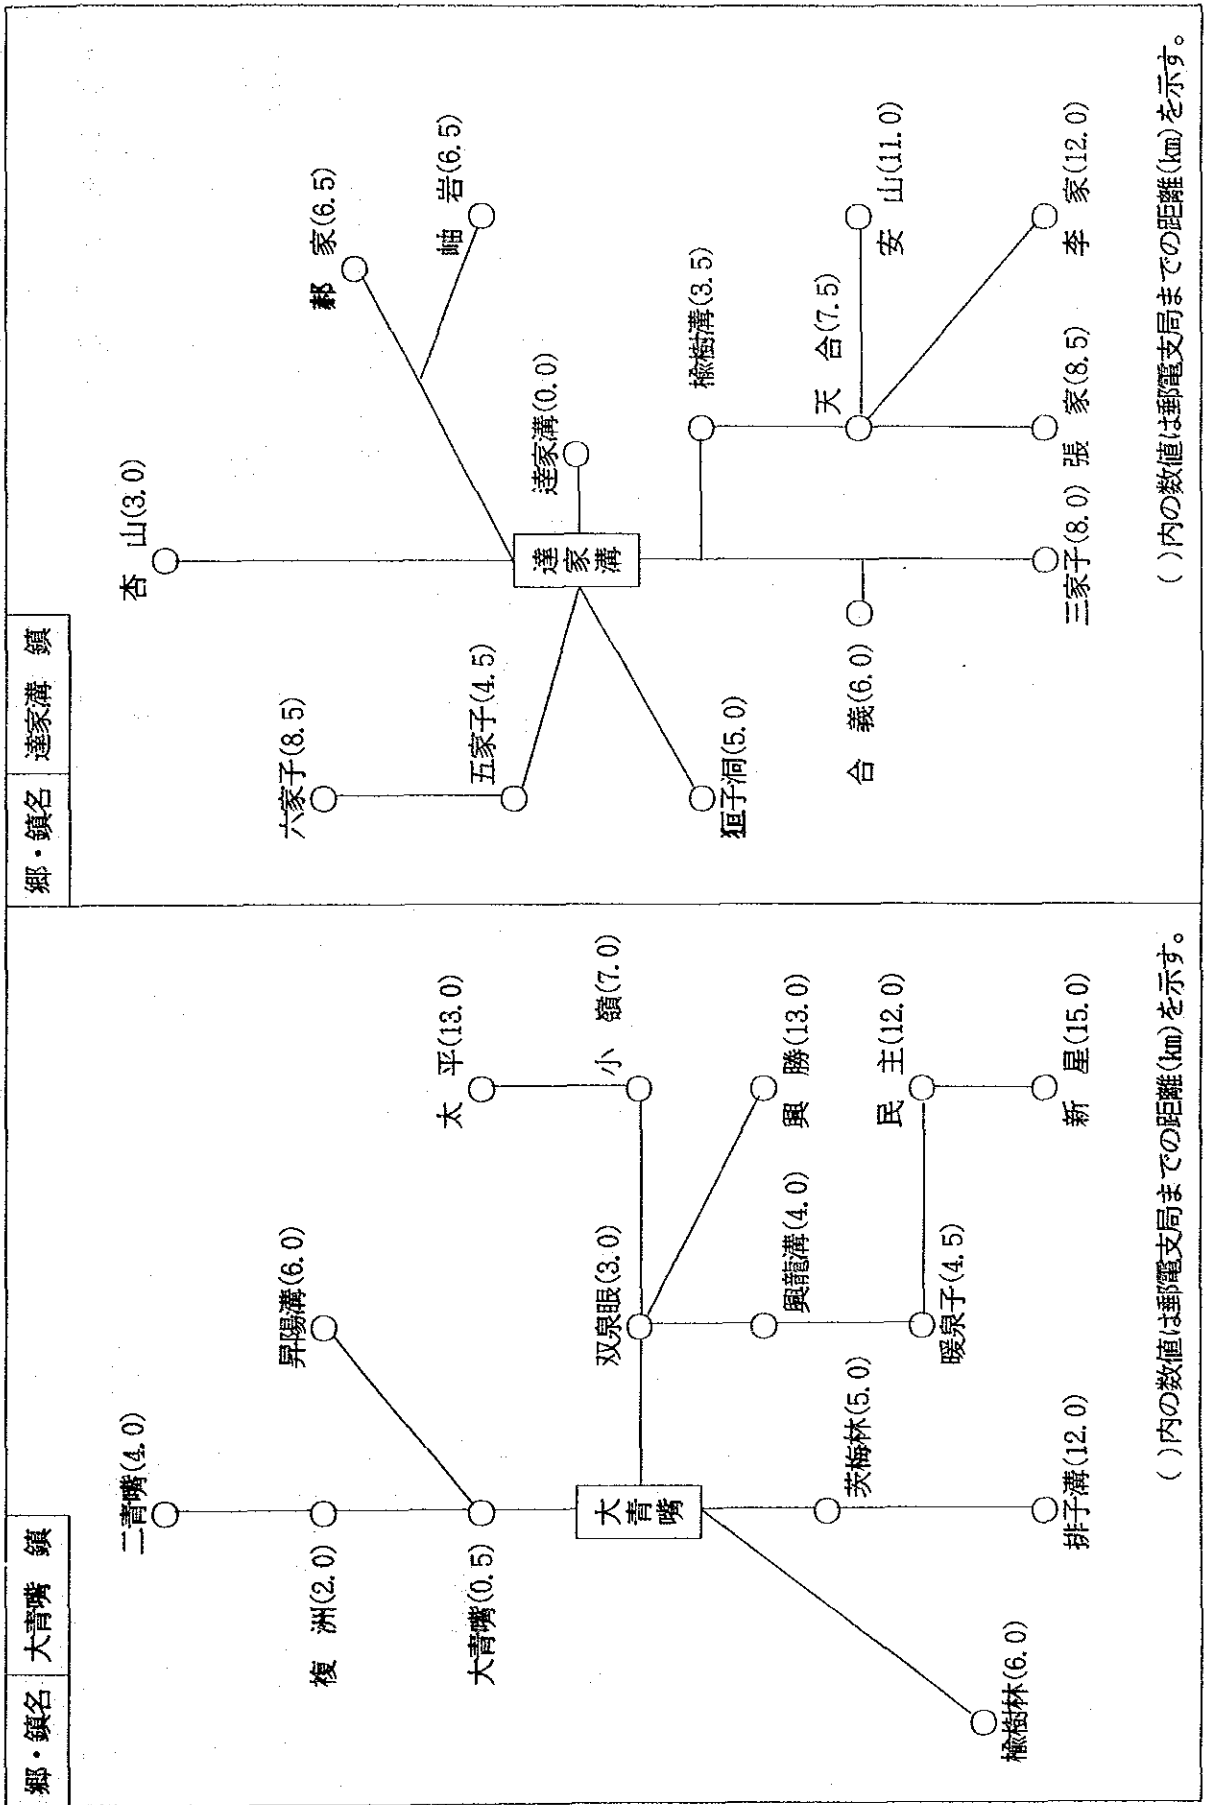 郷・鎮名 大青嘴 鎮
二青嘴(4.0)
昇陽溝(6.0)
複 洲(2.0)
太 平(13.0)
大青嘴(0.5)
小 嶺(7.0)
双泉眼(3.0)
大青嘴
興 勝(13.0)
興龍溝(4.0)
茨梅林(5.0)
民 主(12.0)
暖泉子(4.5)
楡樹林(6.0)
排子溝(12.0)
新 星(15.0)
( )内の数値は郵電支局までの距離(km)を示す。
郷・鎮名 達家溝 鎮
杏 山(3.0)
六家子(8.5)
家(6.5)
岫 岩(6.5)
五家子(4.5)
達家溝(0.0)
達家溝
子洞(5.0)
楡樹溝(3.5)
天 合(7.5)
安 山(11.0)
合 義(6.0)
三家子(8.0)
張 家(8.5)
李 家(12.0)
( )内の数値は郵電支局までの距離(km)を示す。